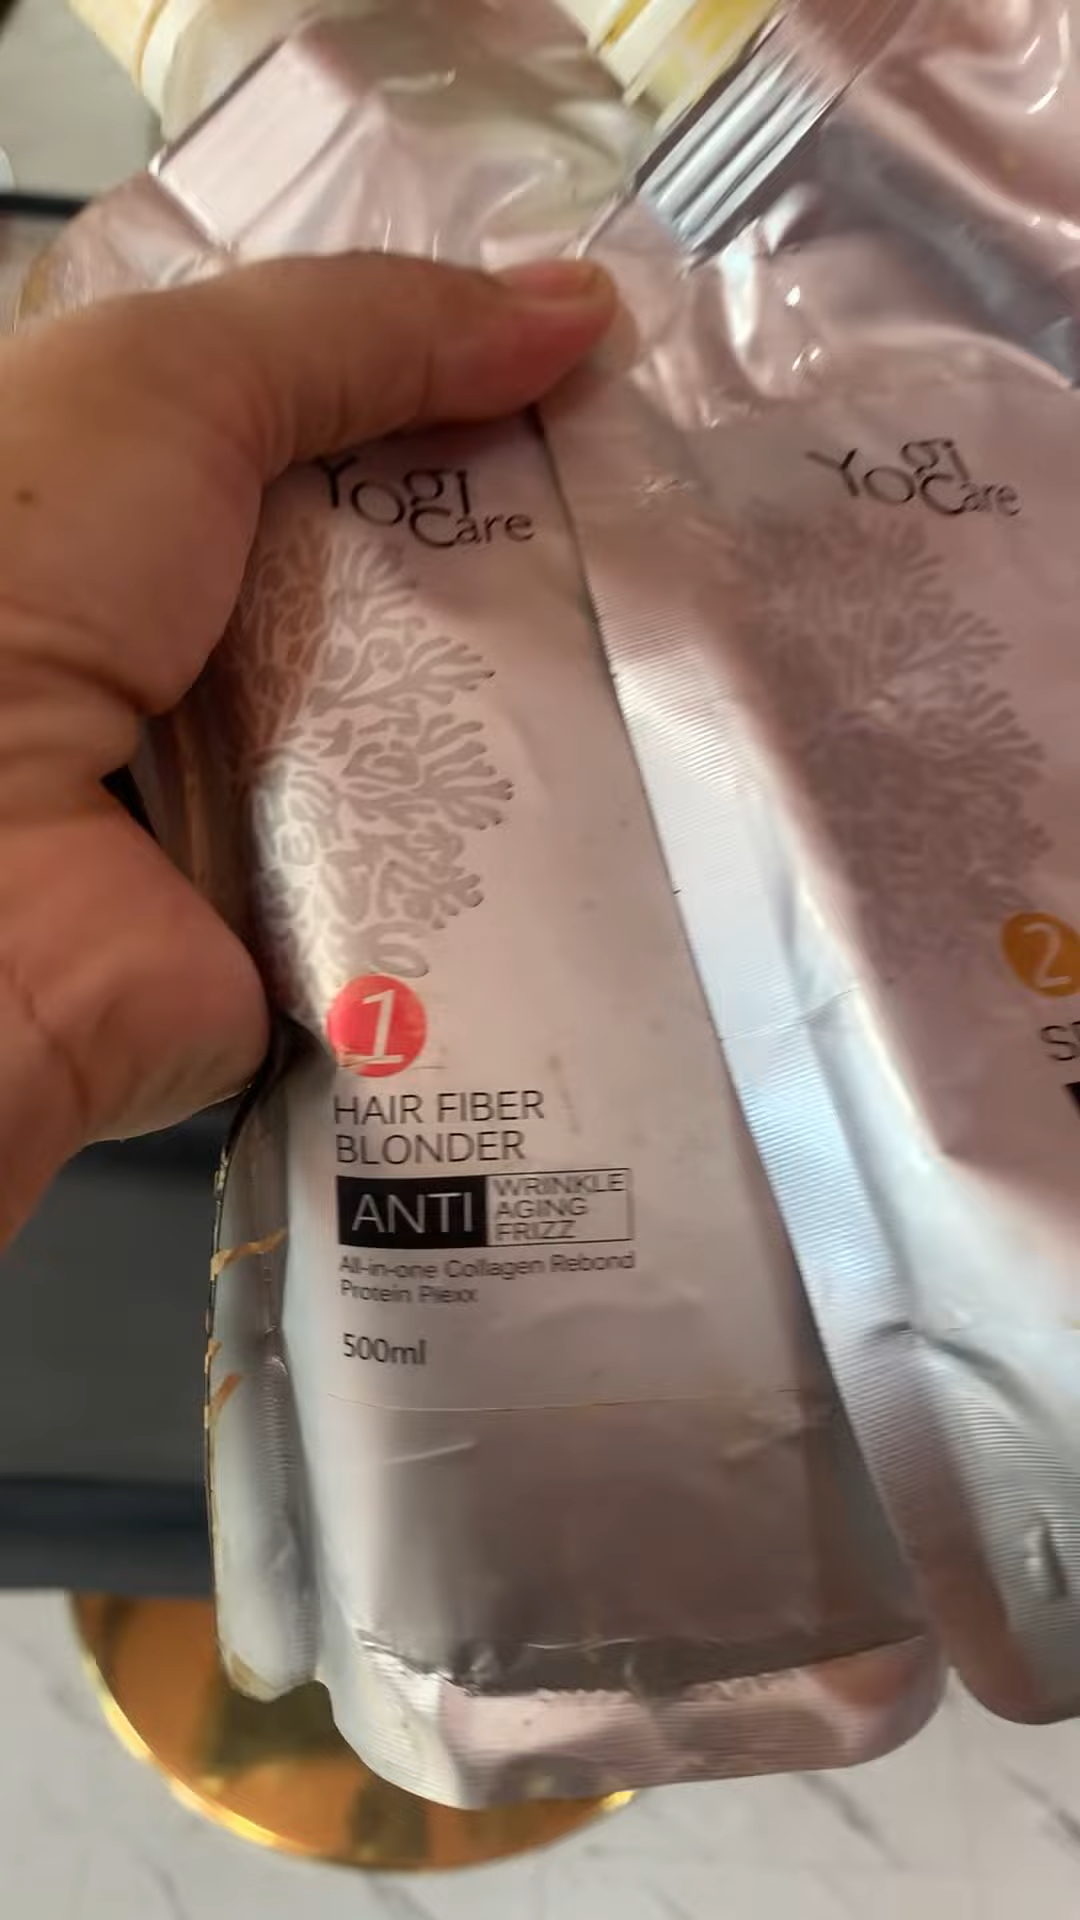 Yogi
Care
1
HAIR FIBER
BLONDER
ANTI
WRIINKLE
AGING
FRIZZ
All-in-one Collagen Rebond
Protein Plexx
500ml
Yogi
Care
2